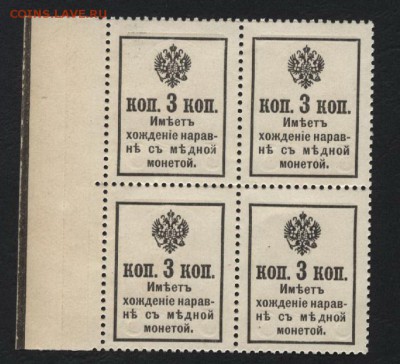 COINS.LAVE.RU
коп. 3 коп.
Имѣетъ
хожденіе нарав-
нѣ съ мѣдной
монетой.
коп. 3 коп.
Имѣетъ
хожденіе нарав-
нѣ съ мѣдной
монетой.
коп. 3 коп.
Имѣетъ
хожденіе нарав-
нѣ съ мѣдной
монетой.
коп. 3 коп.
Имѣетъ
хожденіе нарав-
нѣ съ мѣдной
монетой.